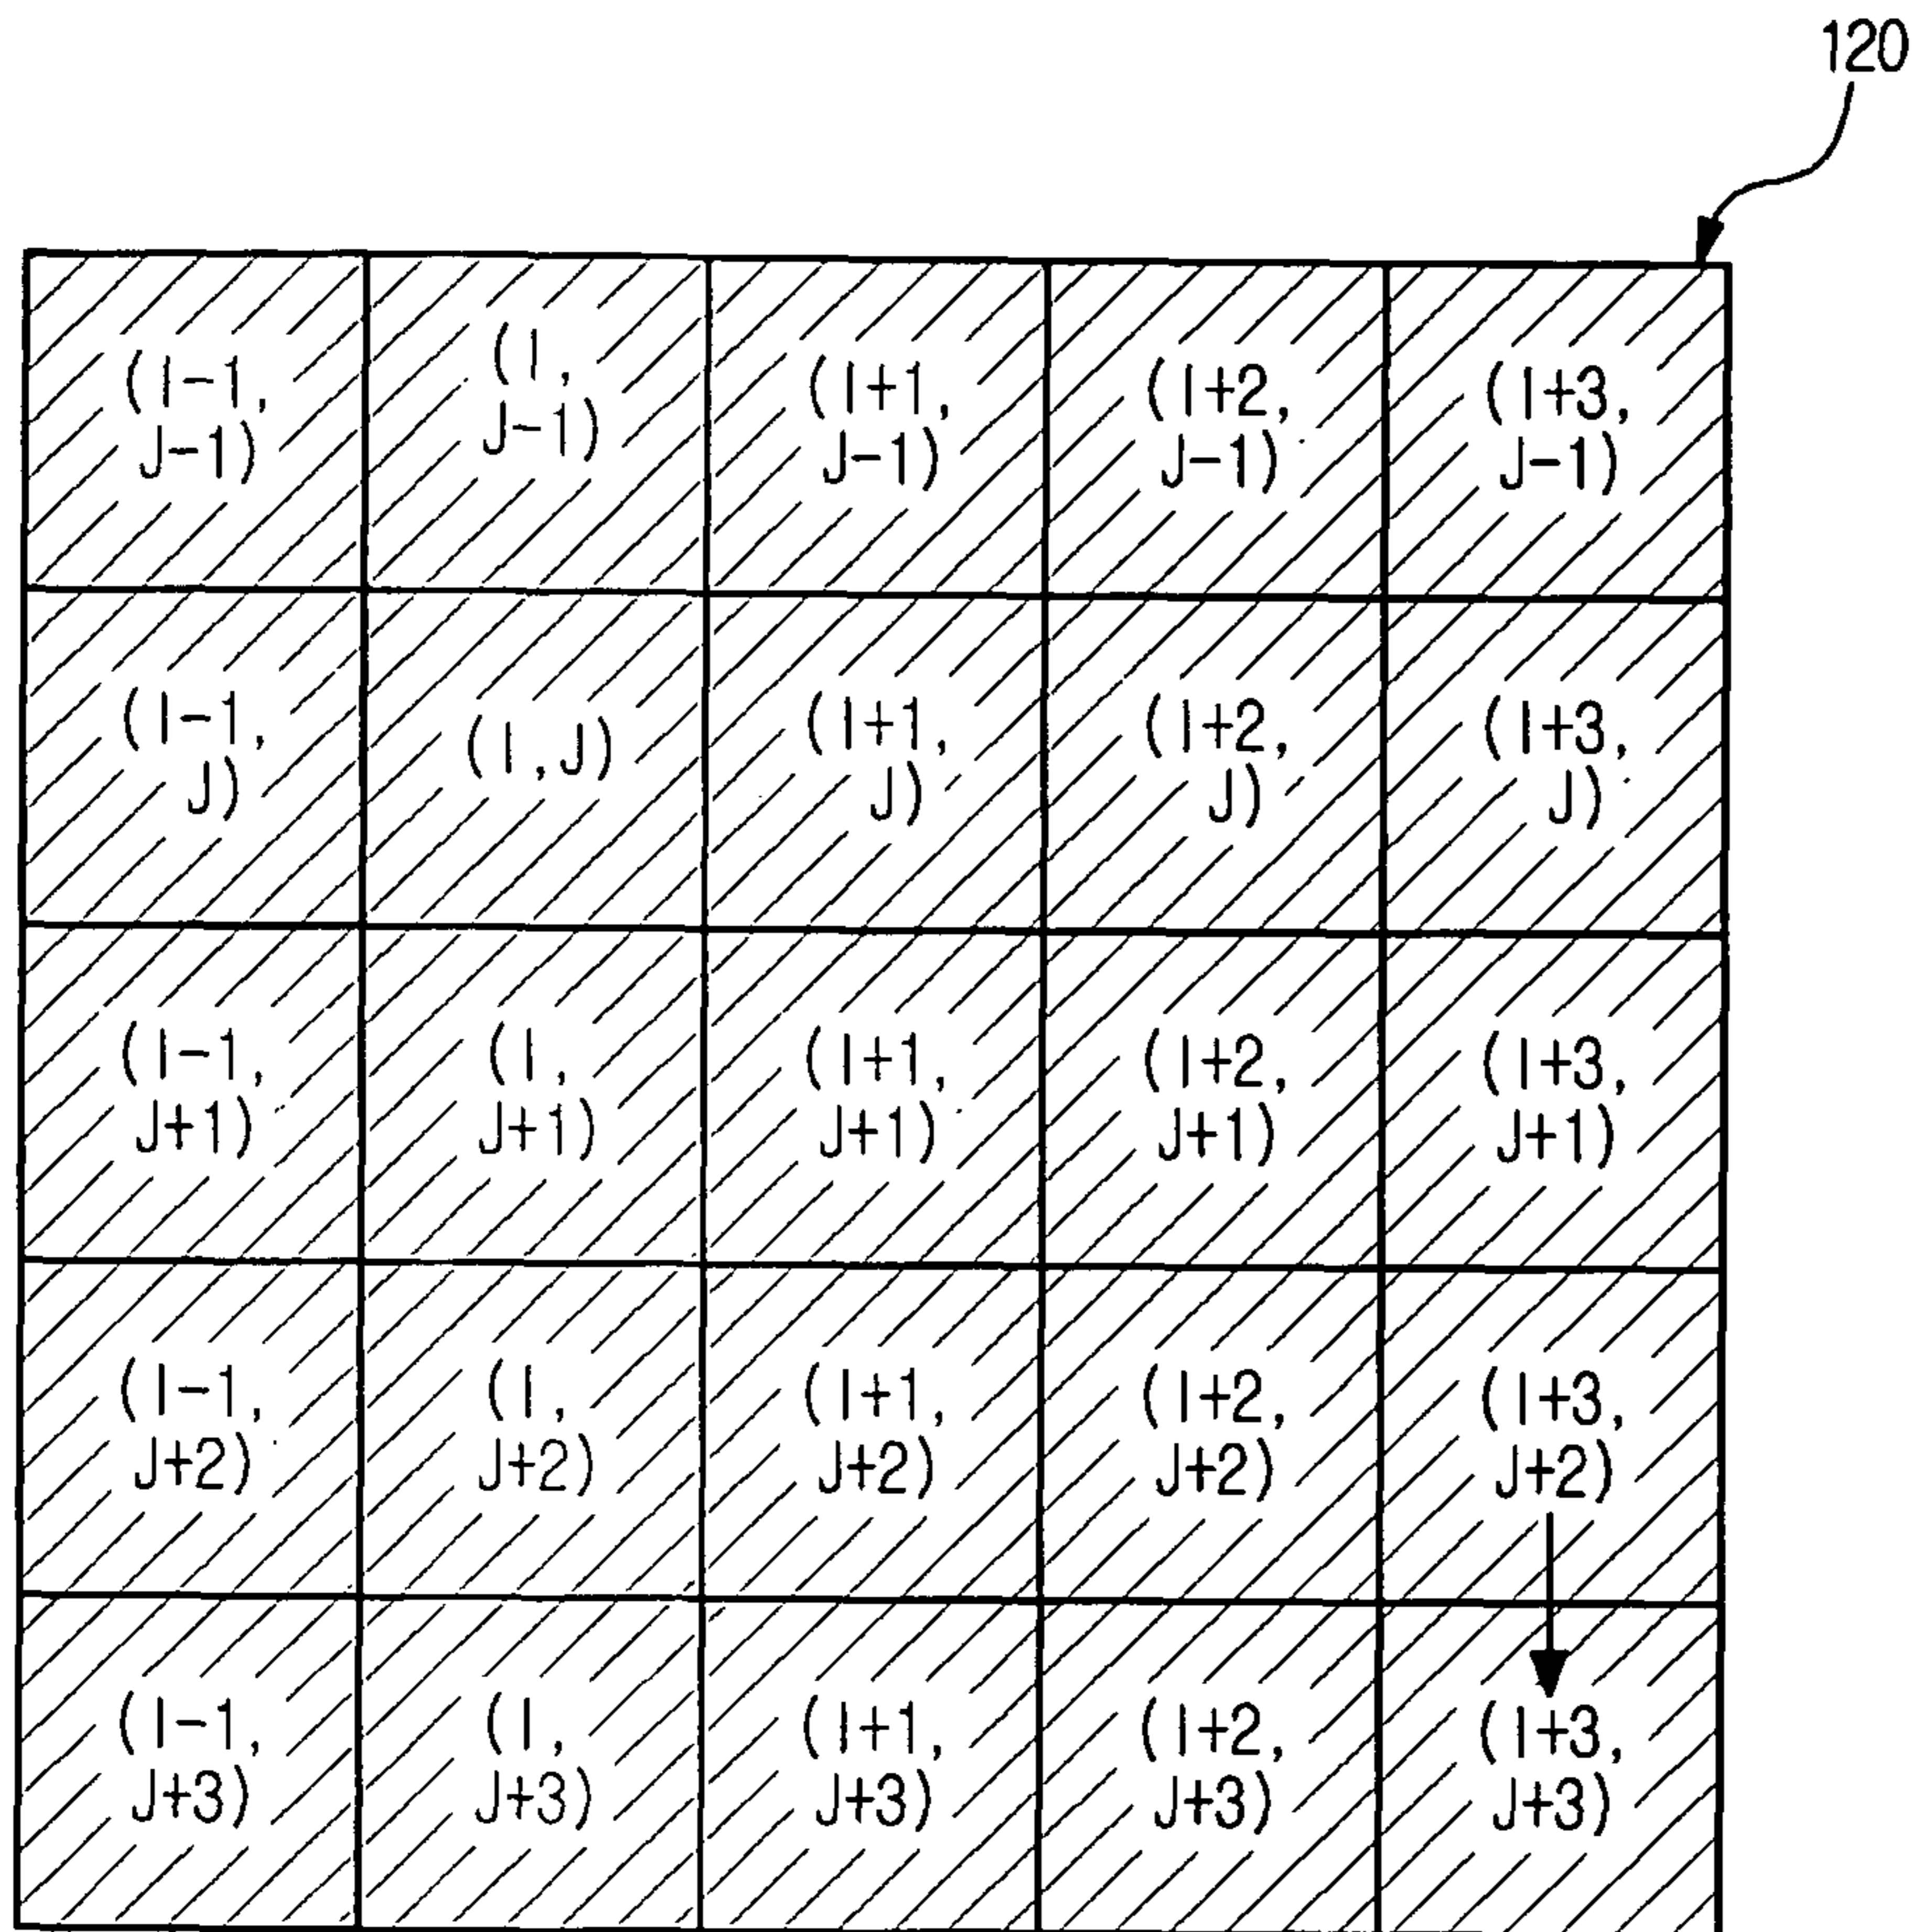 120
(I-1,
J-1)
(I,
J-1)
(I+1,
J-1)
(I+2,
J-1)
(I+3,
J-1)
(I-1,
J)
(I,J)
(I+1,
J)
(I+2,
J)
(I+3,
J)
(I-1,
J+1)
(I,
J+1)
(I+1,
J+1)
(I+2,
J+1)
(I+3,
J+1)
(I-1,
J+2)
(I,
J+2)
(I+1,
J+2)
(I+2,
J+2)
(I+3,
J+2)
(I-1,
J+3)
(I,
J+3)
(I+1,
J+3)
(I+2,
J+3)
(I+3,
J+3)